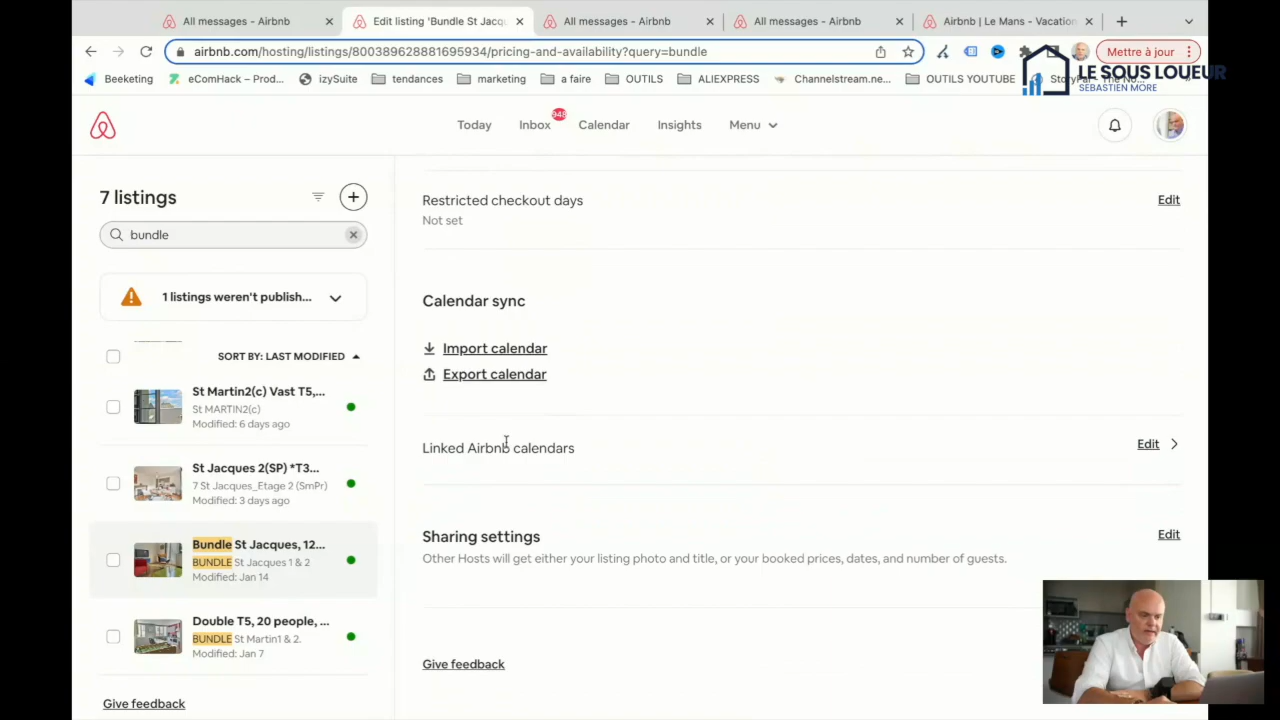 All messages - Airbnb
Edit listing 'Bundle St Jacqu
All messages - Airbnb
All messages - Airbnb
Airbnb | Le Mans - Vacation
airbnb.com/hosting/listings/800389628881695934/pricing-and-availability?query=bundle
Mettre à jour
Beeketing
eComHack – Prod...
izySuite
tendances
marketing
a faire
OUTILS
ALIEXPRESS
Channelstream.ne...
OUTILS YOUTUBE
LE SOUS LOUEUR
SEBASTIEN MORE
Today
Inbox
948
Calendar
Insights
Menu
7 listings
bundle
1 listings weren't publish...
SORT BY: LAST MODIFIED
St Martin2(c) Vast T5,...
St MARTIN2(c)
Modified: 6 days ago
St Jacques 2(SP) *T3...
7 St Jacques_Etage 2 (SmPr)
Modified: 3 days ago
Bundle St Jacques, 12...
BUNDLE St Jacques 1 & 2
Modified: Jan 14
Double T5, 20 people, ...
BUNDLE St Martin1 & 2.
Modified: Jan 7
Give feedback
Restricted checkout days
Edit
Not set
Calendar sync
Import calendar
Export calendar
Linked Airbnb calendars
Edit
Sharing settings
Edit
Other Hosts will get either your listing photo and title, or your booked prices, dates, and number of guests.
Give feedback